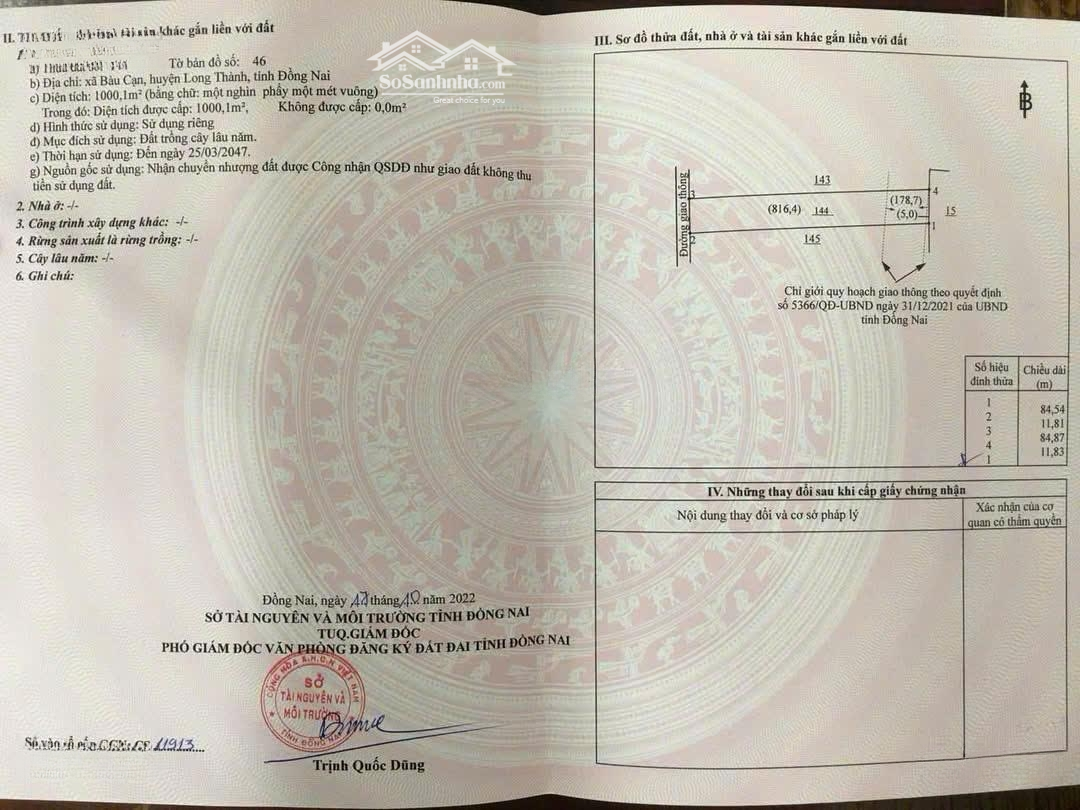 tài sản khác gắn liền với đất
Tờ bản đồ số: 46
b) Địa chỉ: xã Bàu Cạn, huyện Long Thành, tỉnh Đồng Nai
c) Diện tích: 1000,1m² (bằng chữ: một nghìn phẩy một mét vuông)
Trong đó: Diện tích được cấp: 1000,1m², Không được cấp: 0,0m²
d) Hình thức sử dụng: Sử dụng riêng
đ) Mục đích sử dụng: Đất trồng cây lâu năm.
e) Thời hạn sử dụng: Đến ngày 25/03/2047.
g) Nguồn gốc sử dụng: Nhận chuyển nhượng đất được Công nhận QSDĐ như giao đất không thu
tiền sử dụng đất.
2. Nhà ở: -/-
3. Công trình xây dựng khác: -/-
4. Rừng sản xuất là rừng trồng: -/-
5. Cây lâu năm: -/-
6. Ghi chú:
SoSanhnha.com
Great choice for you
Đồng Nai, ngày tháng năm 2022
SỞ TÀI NGUYÊN VÀ MÔI TRƯỜNG TỈNH ĐỒNG NAI
TUQ.GIÁM ĐỐC
PHÓ GIÁM ĐỐC VĂN PHÒNG ĐĂNG KÝ ĐẤT ĐAI TỈNH ĐỒNG NAI
CỘNG HÒA X.H.C.N VIỆT NAM
SỞ
TÀI NGUYÊN VÀ
MÔI TRƯỜNG
TỈNH ĐỒNG NAI
Trịnh Quốc Dũng
Số vào sổ cấp GCN: 11913
III. Sơ đồ thửa đất, nhà ở và tài sản khác gắn liền với đất
B
Đường giao thông
143
3
4
(816,4) 144
(178,7)
(5,0)
15
2
1
145
Chỉ giới quy hoạch giao thông theo quyết định
số 5366/QĐ-UBND ngày 31/12/2021 của UBND
tỉnh Đồng Nai
Số hiệu đỉnh thửa Chiều dài (m)
1
84,54
2
11,81
3
84,87
4
11,83
1
IV. Những thay đổi sau khi cấp giấy chứng nhận
Nội dung thay đổi và cơ sở pháp lý
Xác nhận của cơ
quan có thẩm quyền